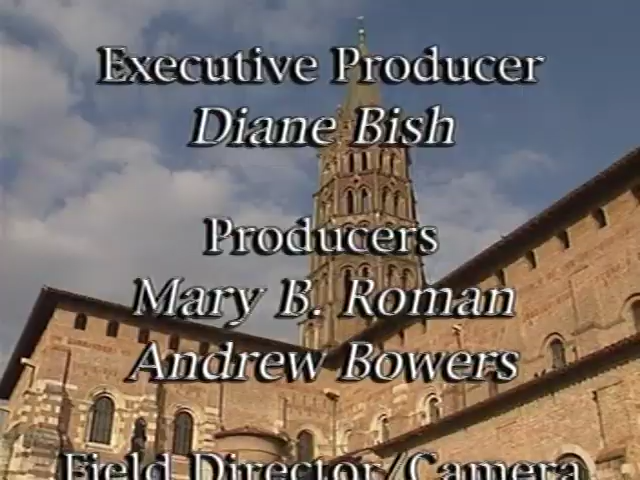 Executive Producer
Diane Bish
Producers
Mary B. Roman
Andrew Bowers
Field Director/Camera